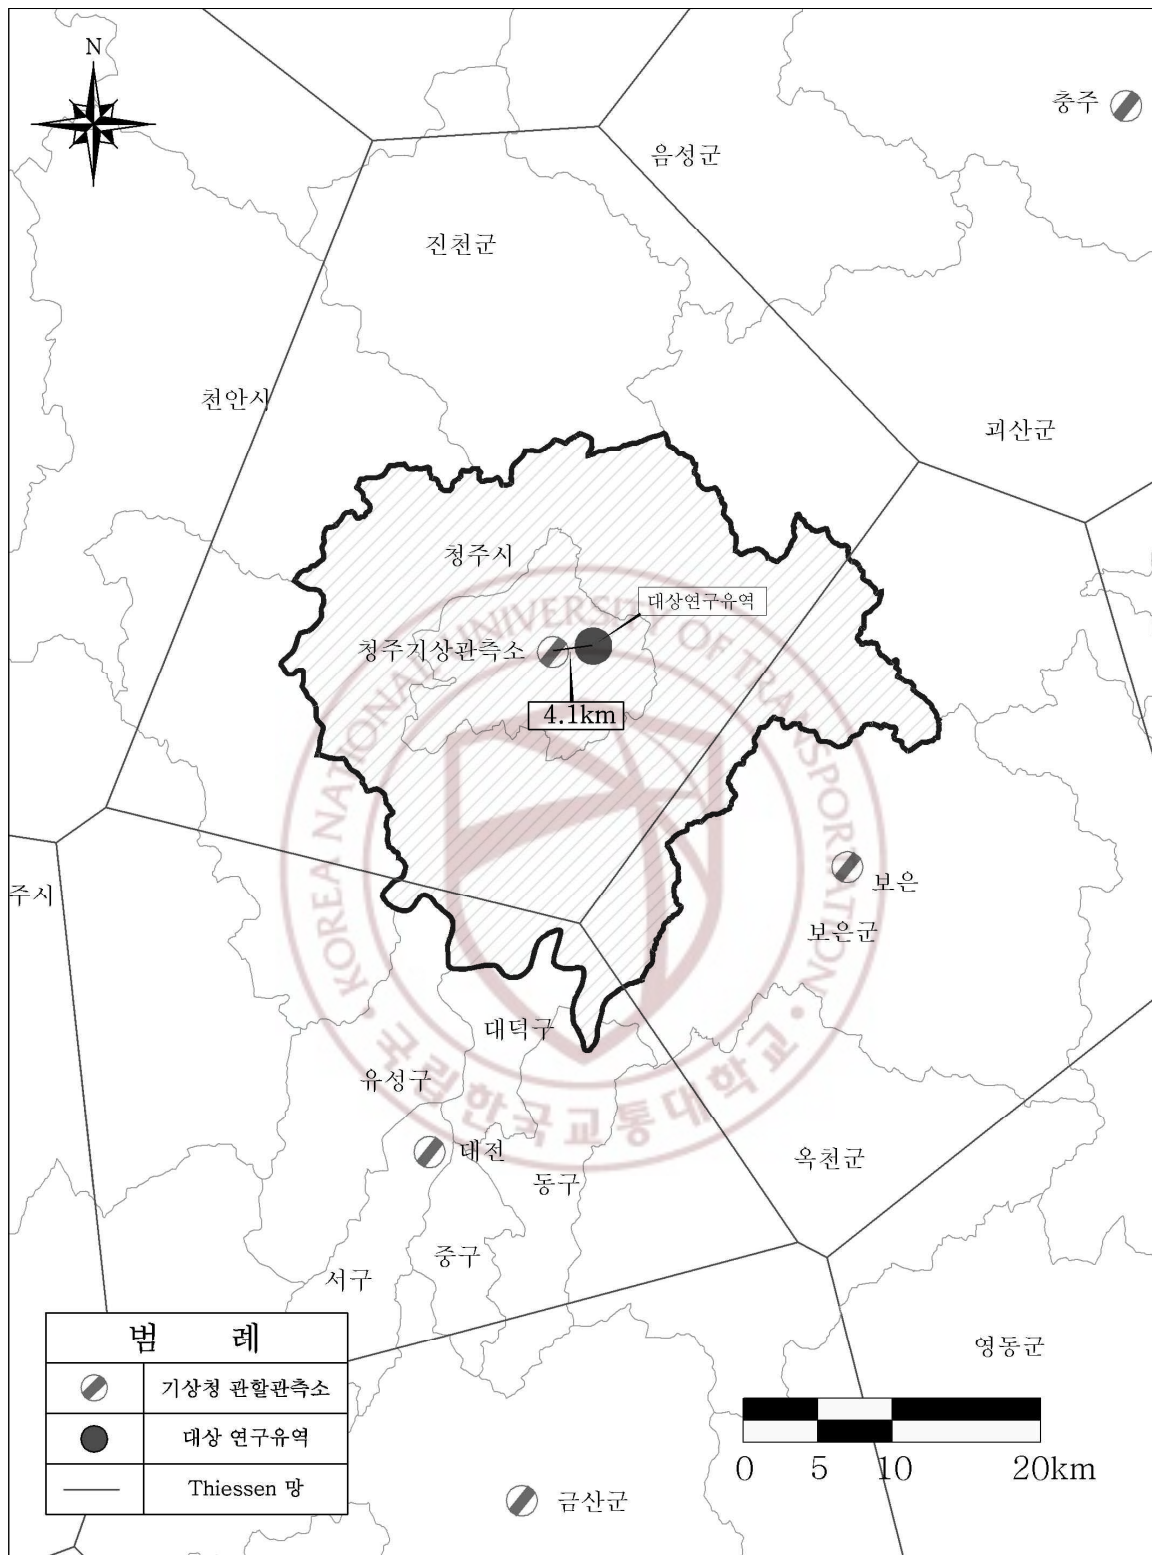 N
충주
음성군
진천군
천안시
괴산군
청주시
대상연구유역
청주기상관측소
4.1km
주시
보은
보은군
대덕구
유성구
대전
옥천군
동구
중구
서구
영동군
범 례
기상청 관할관측소
대상 연구유역
Thiessen 망
0 5 10 20km
금산군
KOREA NATIONAL UNIVERSITY OF TRANSPORTATION
국립한국교통대학교